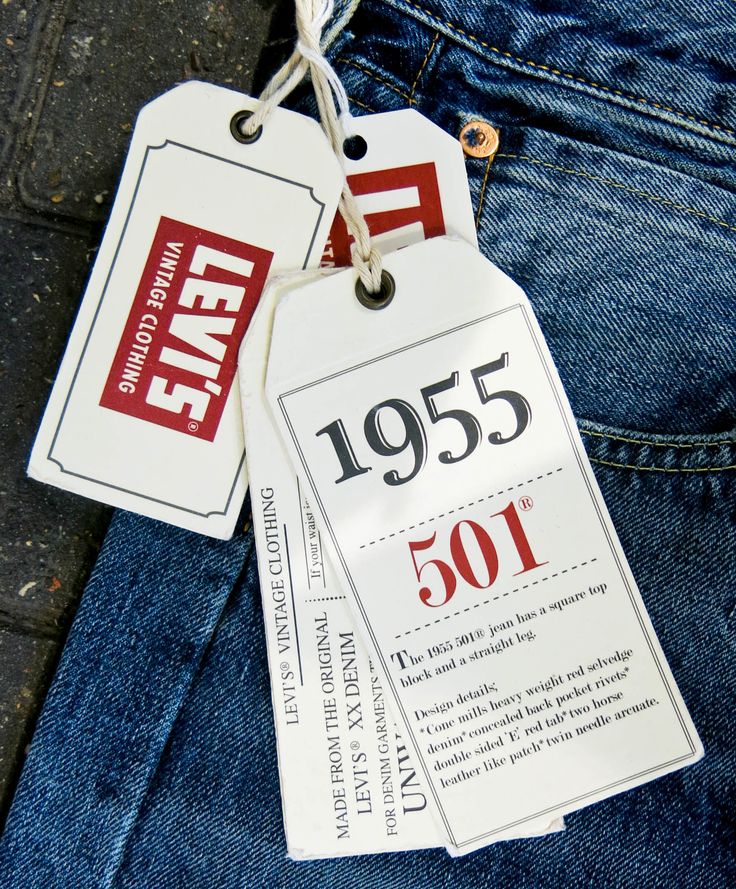 LEVI'S®
VINTAGE CLOTHING
1955
501®
The 1955 501® jean has a square top
block and a straight leg.
Design details;
*Cone mills heavy weight red selvedge
denim*concealed back pocket rivets*
double sided 'E' red tab*two horse
leather like patch*twin needle arcuate.
LEVI'S® VINTAGE CLOTHING
If your waist
MADE FROM THE ORIGINAL
LEVI'S® XX DENIM
FOR DENIM GARMENTS